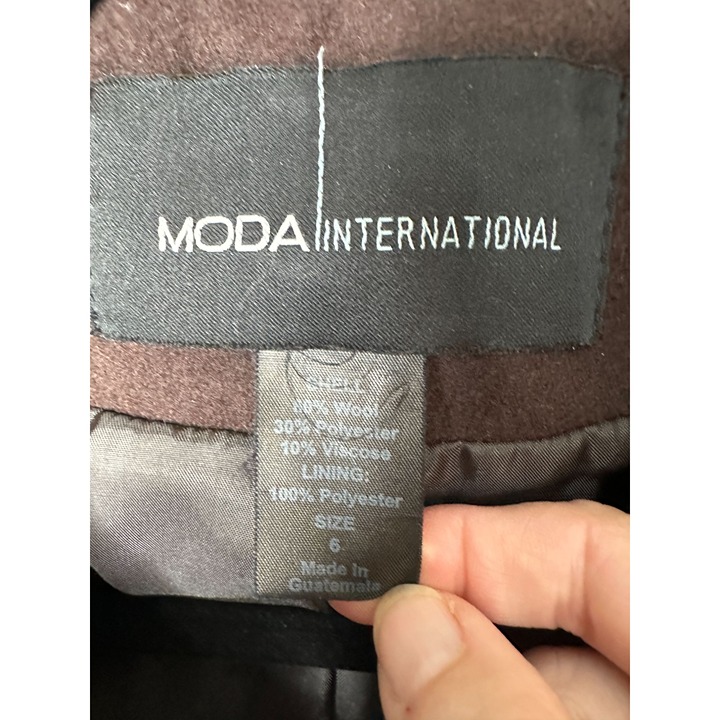 MODA INTERNATIONAL
SHELL:
60% Wool
30% Polyester
10% Viscose
LINING:
100% Polyester
SIZE
6
Made In
Guatemala